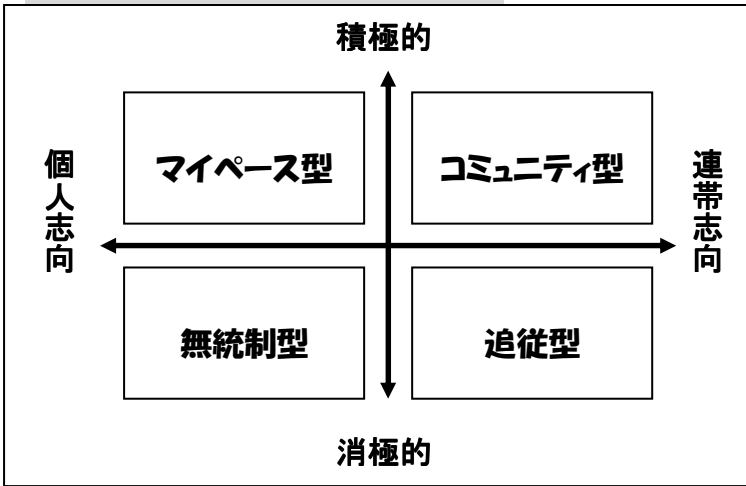 積極的
マイペース型
コミュニティ型
個人志向
連帯志向
無統制型
追従型
消極的